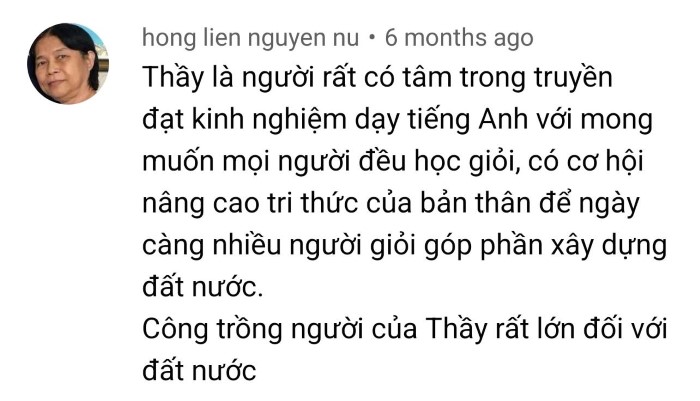 hong lien nguyen nu • 6 months ago
Thầy là người rất có tâm trong truyền
đạt kinh nghiệm dạy tiếng Anh với mong
muốn mọi người đều học giỏi, có cơ hội
nâng cao tri thức của bản thân để ngày
càng nhiều người giỏi góp phần xây dựng
đất nước.
Công trồng người của Thầy rất lớn đối với
đất nước